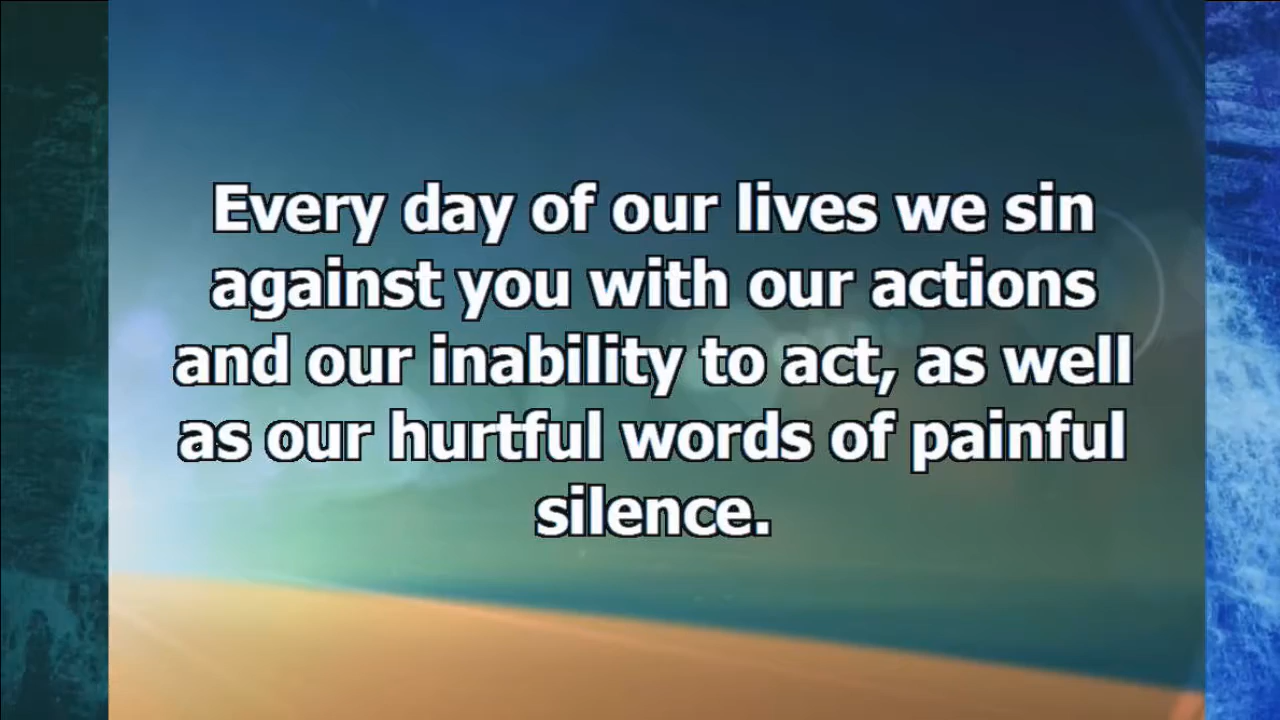 Every day of our lives we sin
against you with our actions
and our inability to act, as well
as our hurtful words of painful
silence.